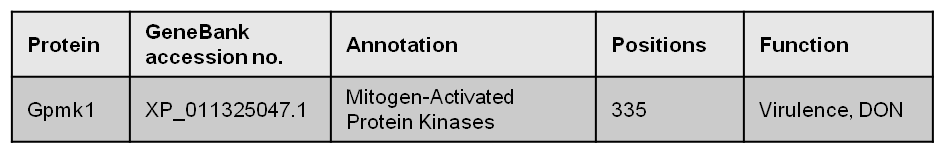 Protein GeneBank accession no. Annotation Positions Function
Gpmk1 XP_011325047.1 Mitogen-Activated Protein Kinases 335 Virulence, DON